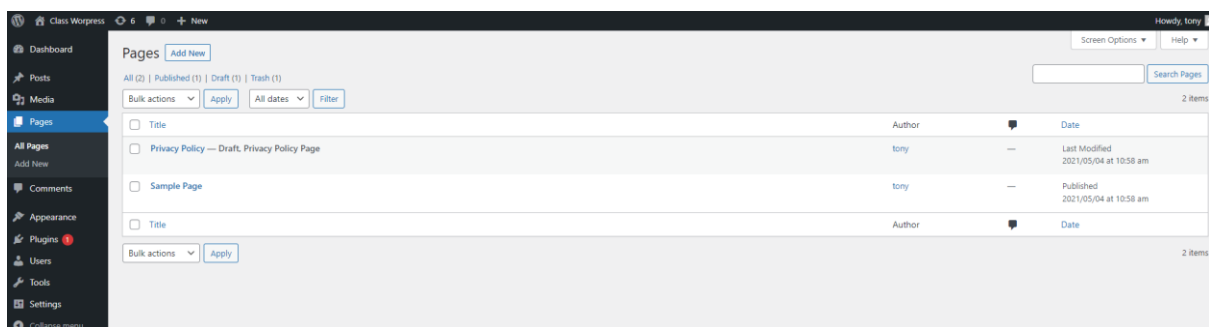 Class Worpress 6 0 + New Howdy, tony
Screen Options ▼ Help ▼
Dashboard
Posts
Media
Pages
All Pages
Add New
Comments
Appearance
Plugins 1
Users
Tools
Settings
Collapse menu
Pages Add New
All (2) | Published (1) | Draft (1) | Trash (1)
Search Pages
Bulk actions Apply All dates Filter 2 items
Title Author Date
Privacy Policy — Draft, Privacy Policy Page tony — Last Modified
2021/05/04 at 10:58 am
Sample Page tony — Published
2021/05/04 at 10:58 am
Title Author Date
Bulk actions Apply 2 items